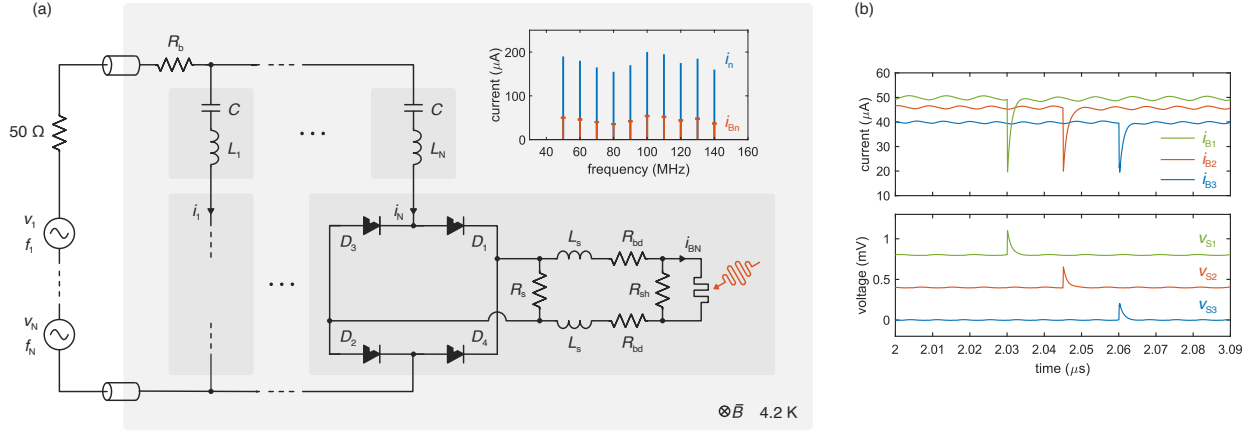 (a)
R_b
50 Ω
C
L_1
C
L_N
v_1
f_1
v_N
f_N
i_1
i_N
D_3
D_1
D_2
D_4
R_s
L_s
R_bd
i_BN
R_sh
L_s
R_bd
⊗B̄ 4.2 K
current (µA)
200
100
0
i_n
i_Bn
40 60 80 100 120 140 160
frequency (MHz)
(b)
current (µA)
60
50
40
30
20
10
i_B1
i_B2
i_B3
voltage (mV)
1
0.5
0
v_S1
v_S2
v_S3
2 2.01 2.02 2.03 2.04 2.05 2.06 2.07 2.08 3.09
time (µs)